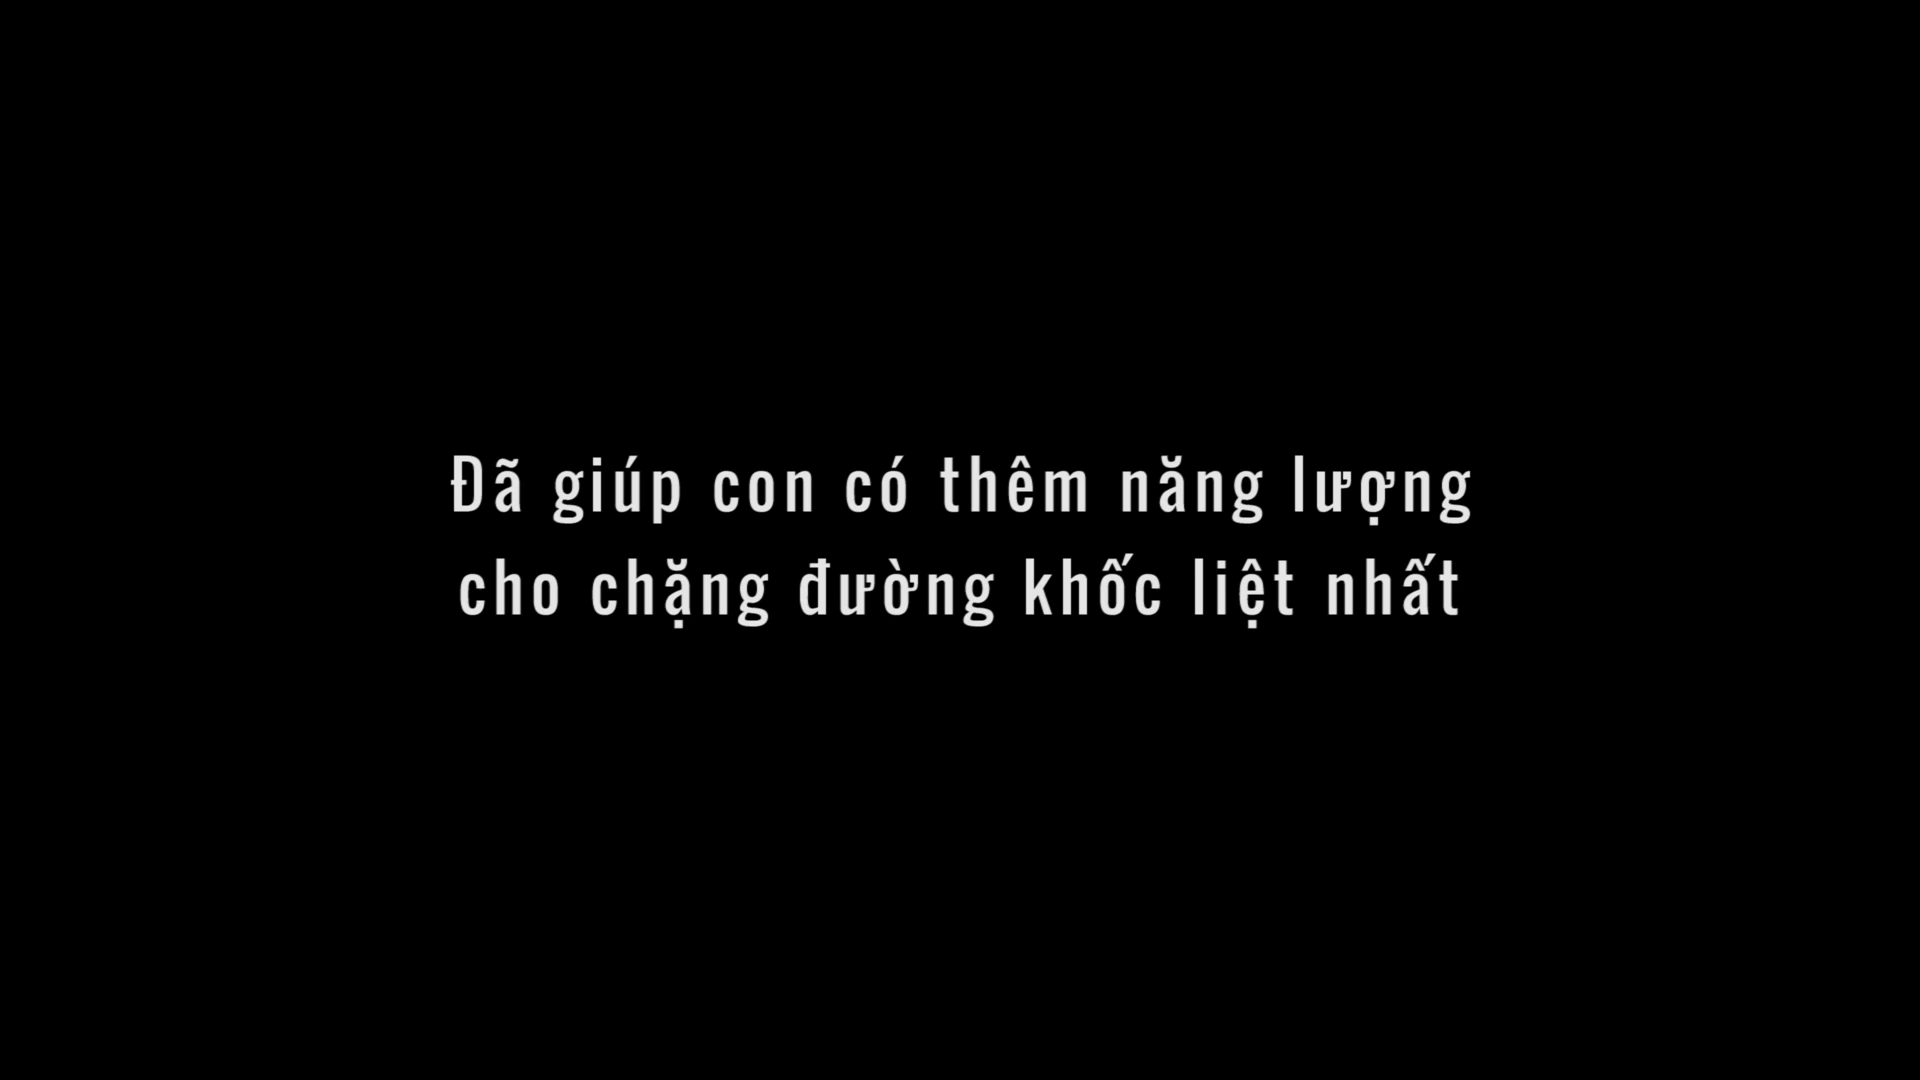 Đã giúp con có thêm năng lượng
cho chặng đường khốc liệt nhất